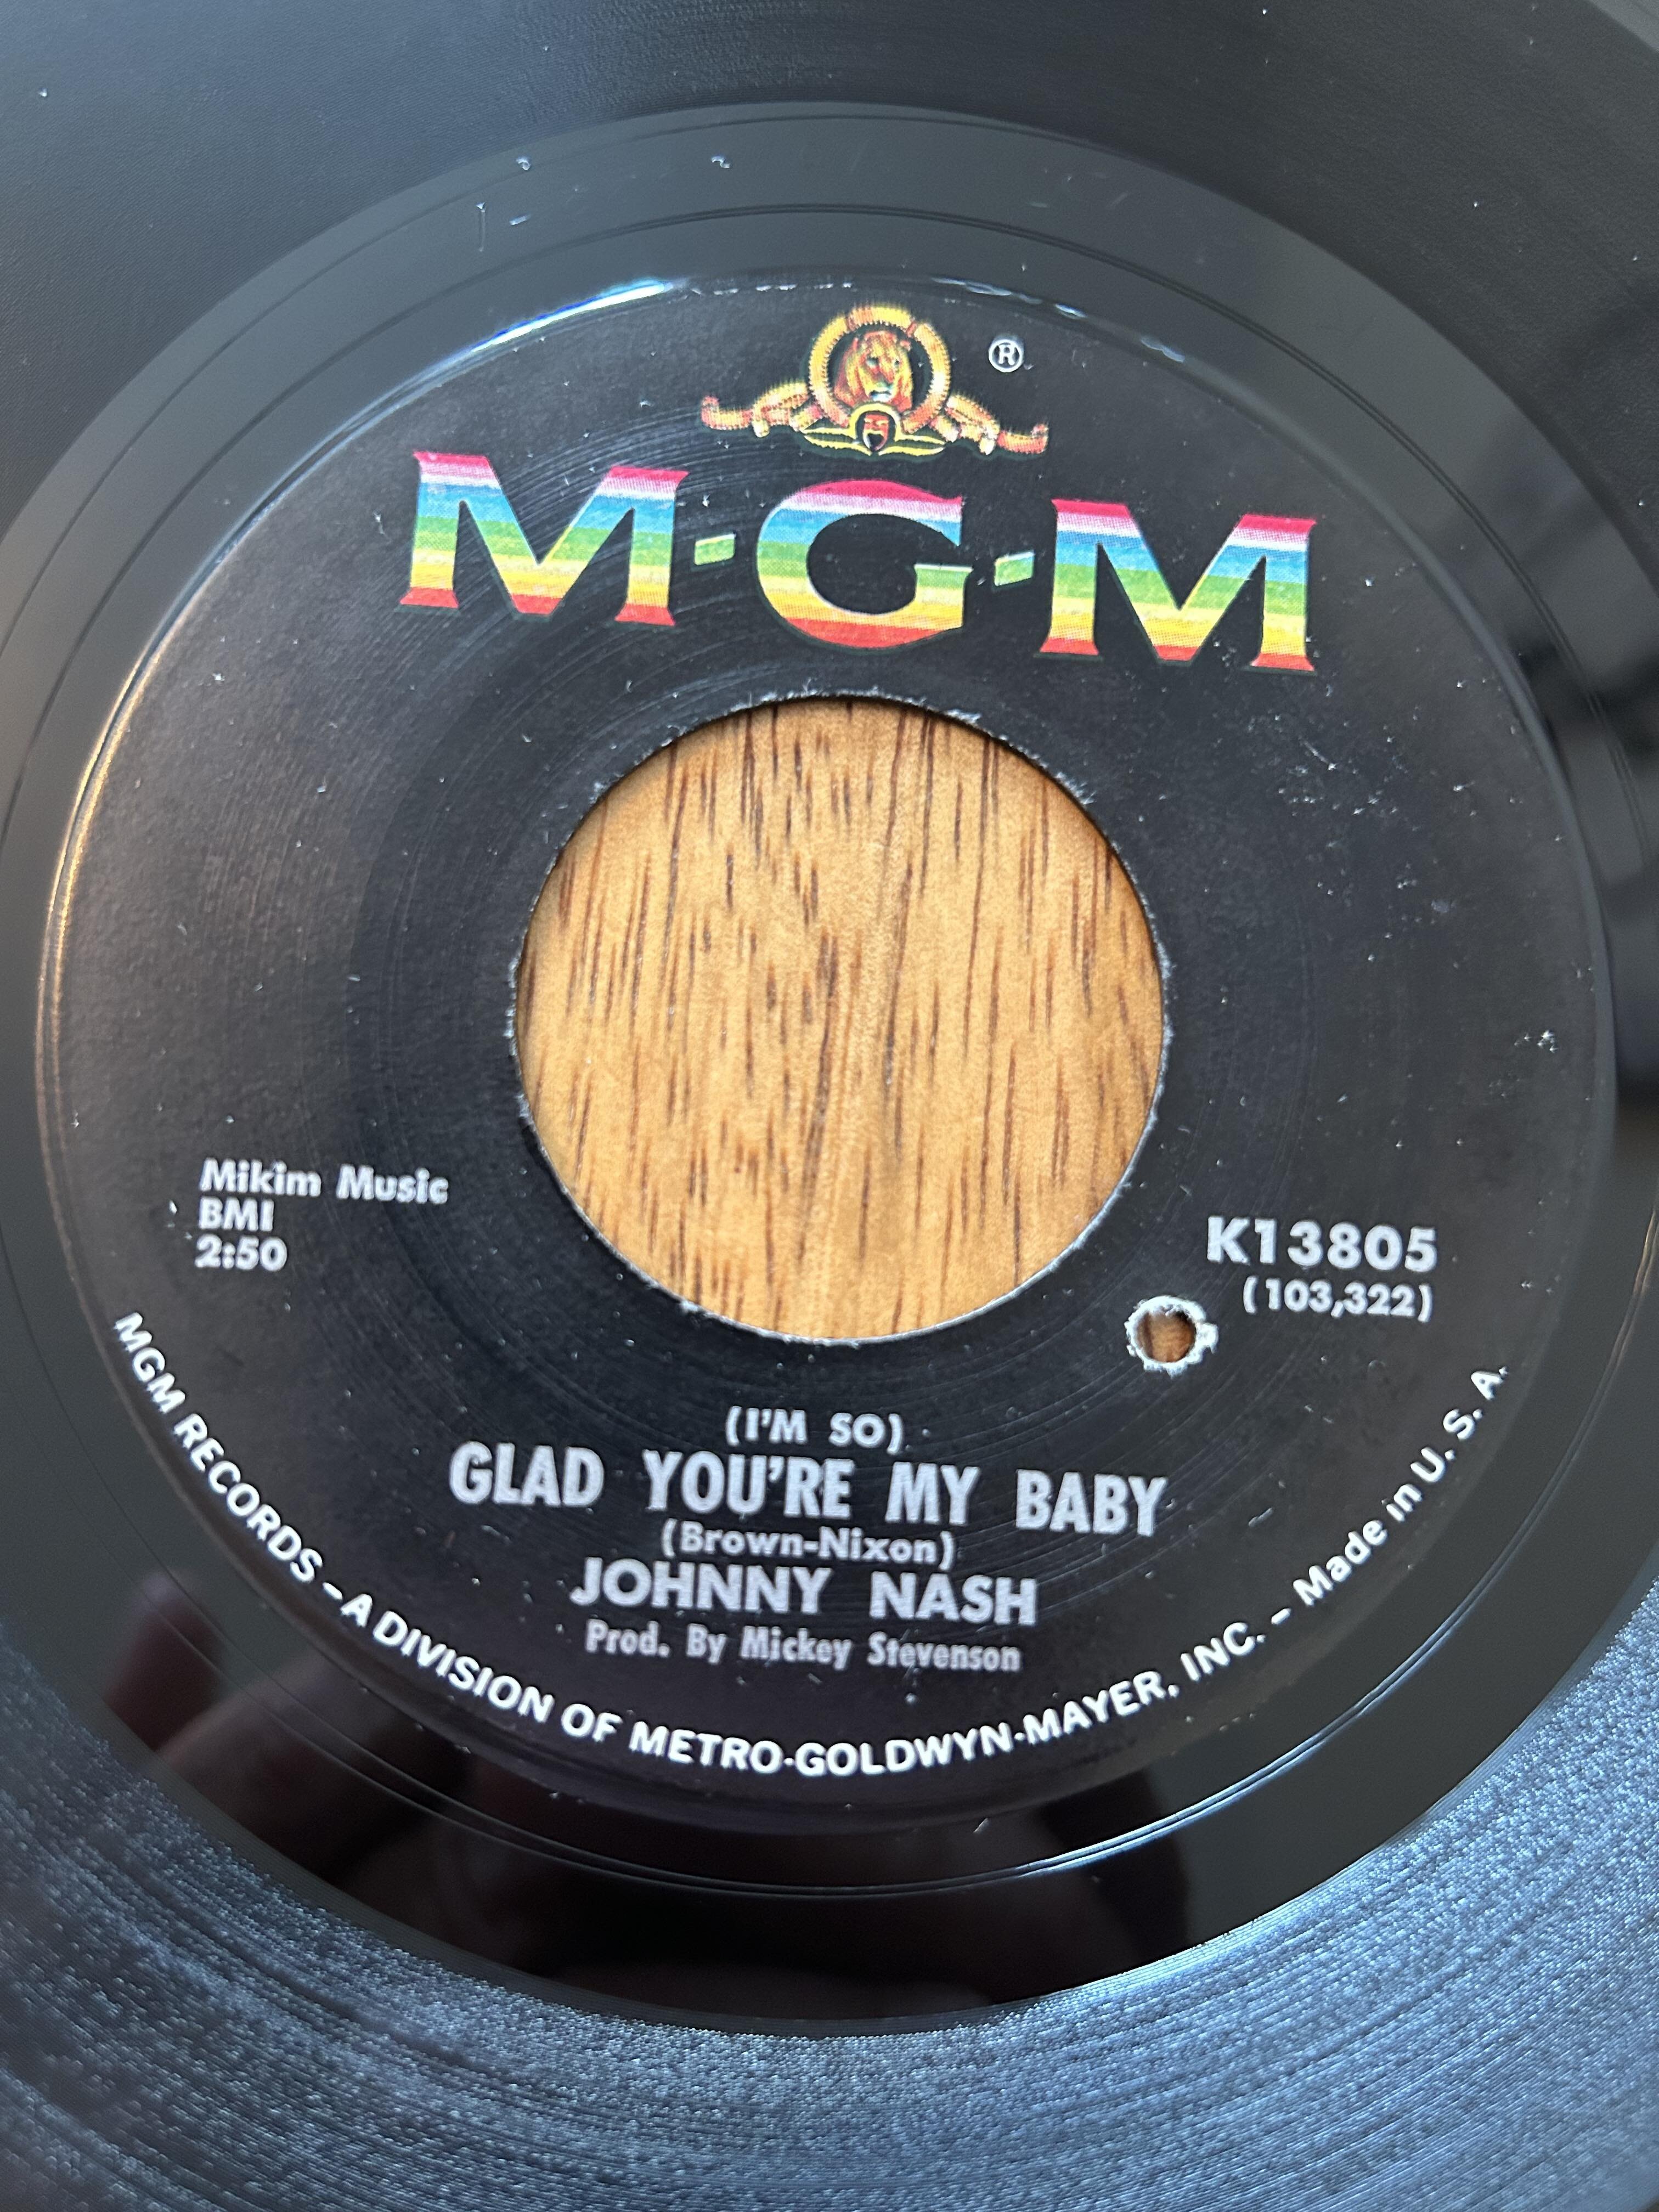 ®
M·G·M
Mikim Music
BMI
2:50
K13805
(103,322)
(I'M SO)
GLAD YOU'RE MY BABY
(Brown-Nixon)
JOHNNY NASH
Prod. By Mickey Stevenson
MGM RECORDS – A DIVISION OF METRO-GOLDWYN-MAYER, INC. – Made in U. S. A.